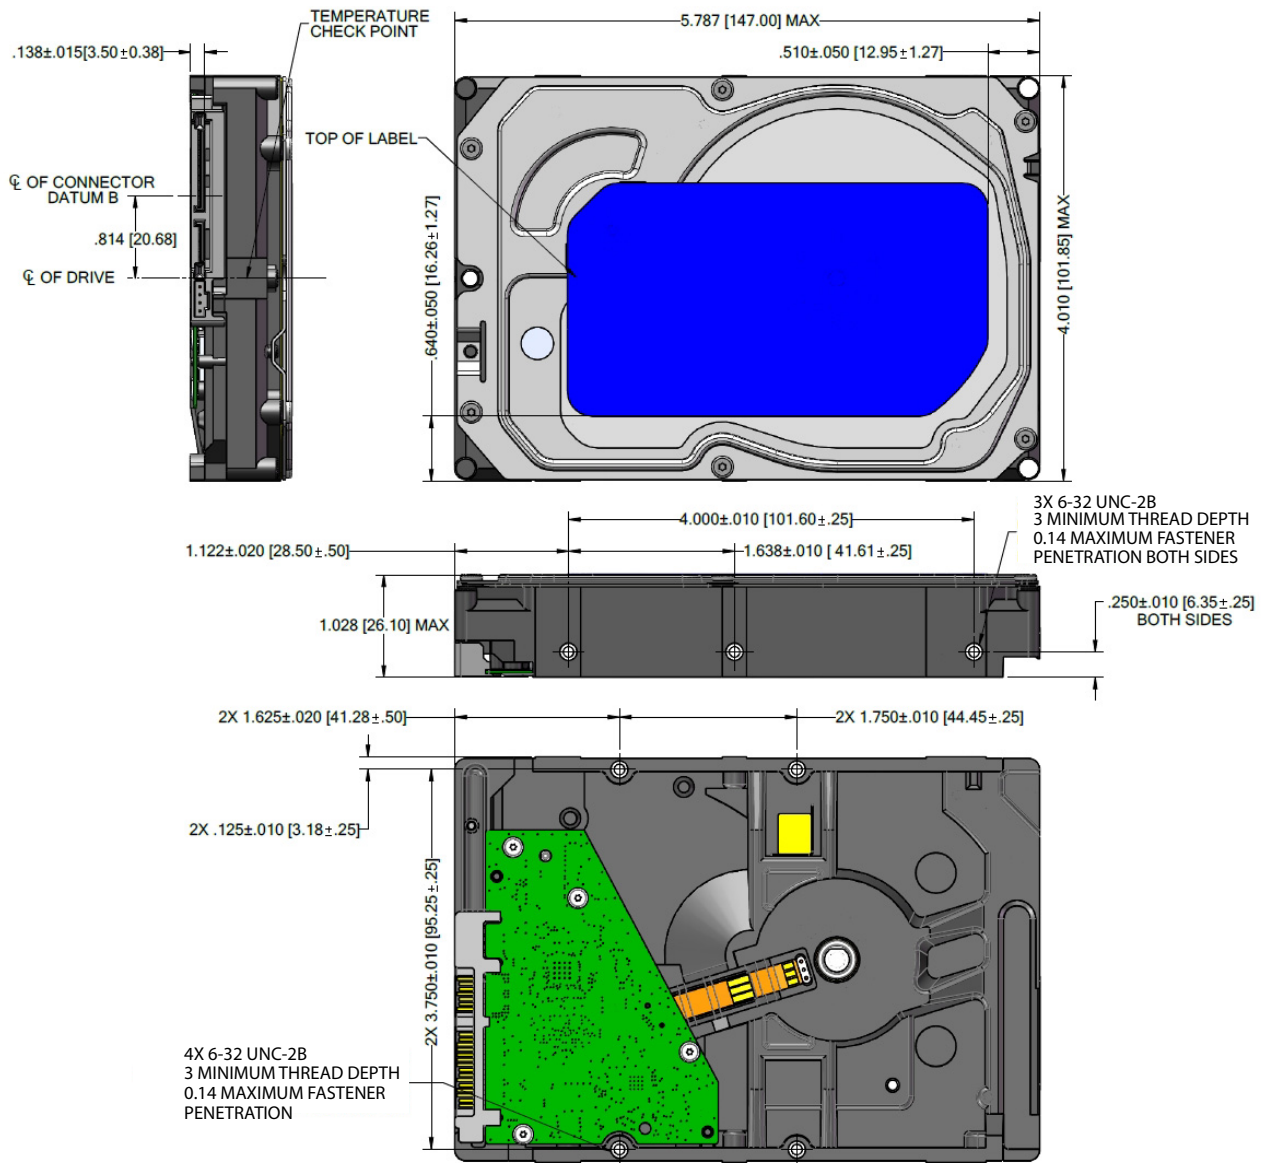 TEMPERATURE
CHECK POINT
5.787 [147.00] MAX
.138±.015[3.50±0.38]
.510±.050 [12.95±1.27]
TOP OF LABEL
℄ OF CONNECTOR
DATUM B
.814 [20.68]
℄ OF DRIVE
.640±.050 [16.26±1.27]
4.010 [101.85] MAX
3X 6-32 UNC-2B
3 MINIMUM THREAD DEPTH
0.14 MAXIMUM FASTENER
PENETRATION BOTH SIDES
4.000±.010 [101.60±.25]
1.122±.020 [28.50±.50]
1.638±.010 [ 41.61±.25]
1.028 [26.10] MAX
.250±.010 [6.35±.25]
BOTH SIDES
2X 1.625±.020 [41.28±.50]
2X 1.750±.010 [44.45±.25]
2X .125±.010 [3.18±.25]
2X 3.750±.010 [95.25±.25]
4X 6-32 UNC-2B
3 MINIMUM THREAD DEPTH
0.14 MAXIMUM FASTENER
PENETRATION